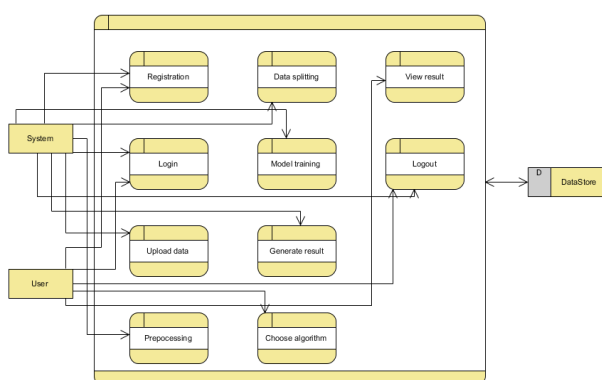 Registration
Data splitting
View result
System
Login
Model training
Logout
D
DataStore
Upload data
Generate result
User
Prepocessing
Choose algorithm